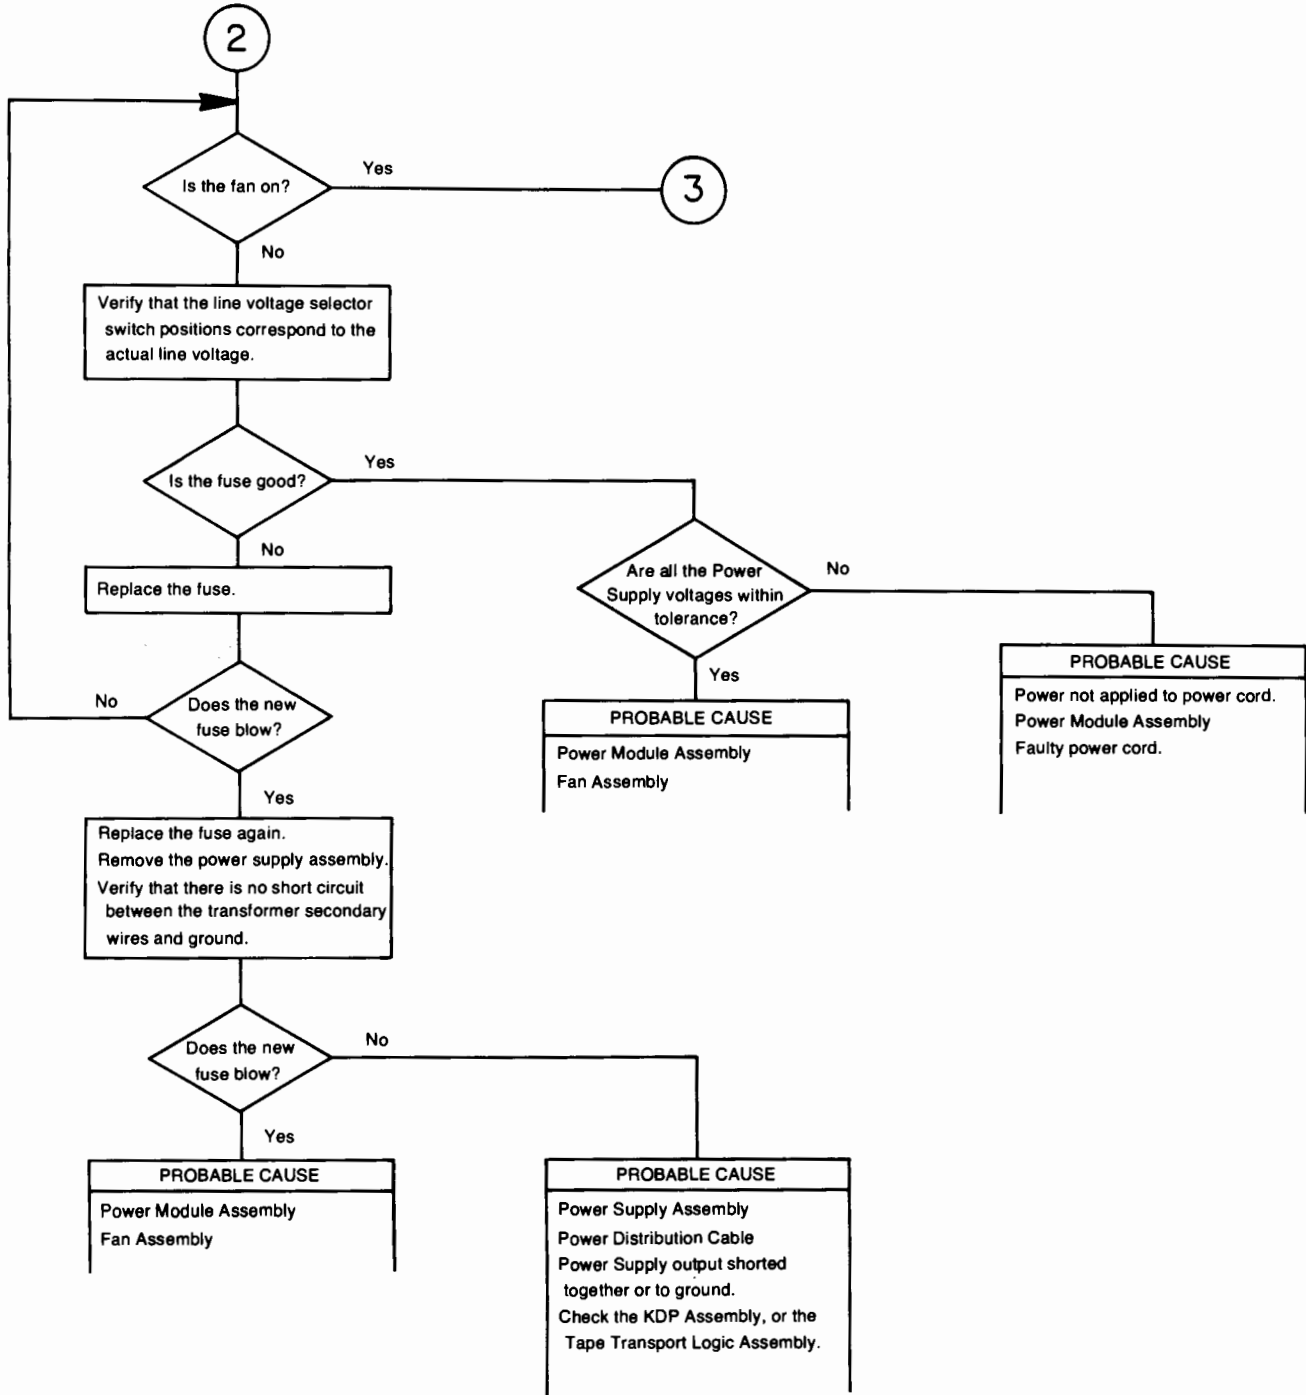 2
Is the fan on?
Yes
3
No
Verify that the line voltage selector
switch positions correspond to the
actual line voltage.
Is the fuse good?
Yes
No
Replace the fuse.
Are all the Power
Supply voltages within
tolerance?
No
Yes
PROBABLE CAUSE
Power not applied to power cord.
Power Module Assembly
Faulty power cord.
PROBABLE CAUSE
Power Module Assembly
Fan Assembly
Does the new
fuse blow?
No
Yes
Replace the fuse again.
Remove the power supply assembly.
Verify that there is no short circuit
between the transformer secondary
wires and ground.
Does the new
fuse blow?
No
Yes
PROBABLE CAUSE
Power Module Assembly
Fan Assembly
PROBABLE CAUSE
Power Supply Assembly
Power Distribution Cable
Power Supply output shorted
together or to ground.
Check the KDP Assembly, or the
Tape Transport Logic Assembly.